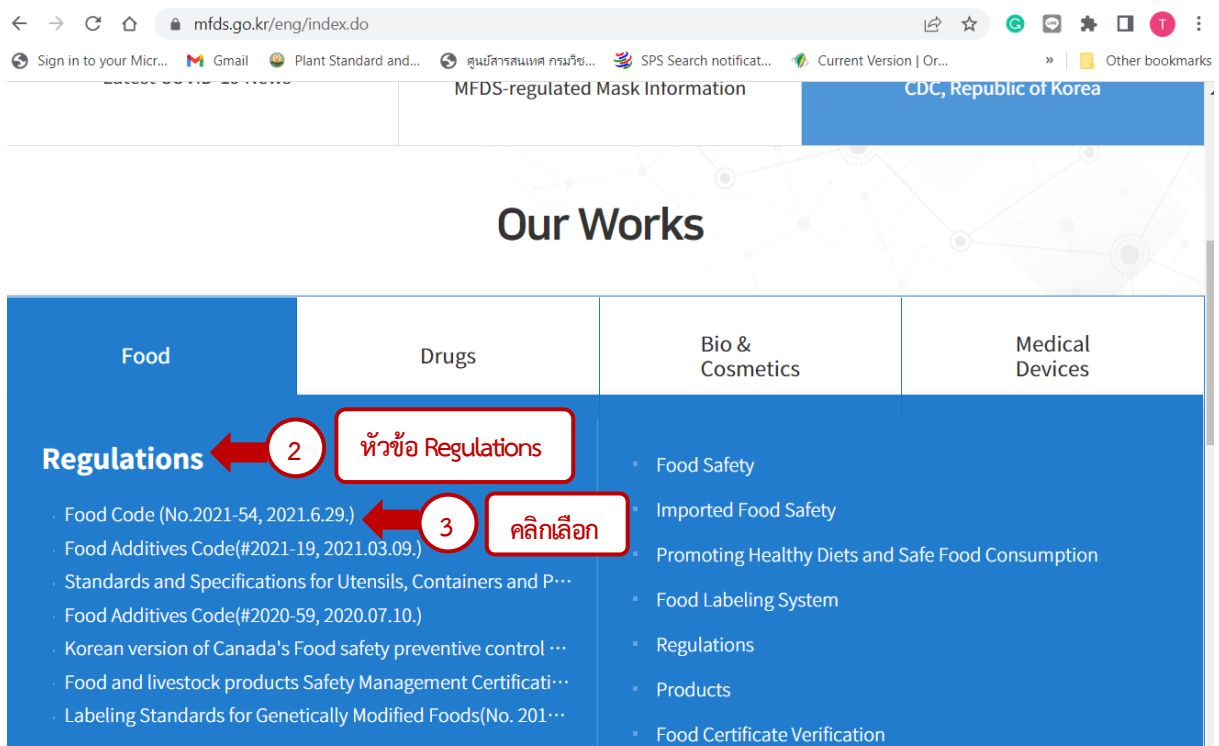 mfds.go.kr/eng/index.do
G
T
Sign in to your Micr...
Gmail
Plant Standard and...
ศูนย์สารสนเทศ กรมวิช...
SPS Search notificat...
Current Version | Or...
»
Other bookmarks
Latest COVID-19 News
MFDS-regulated Mask Information
CDC, Republic of Korea
Our Works
Food
Drugs
Bio &
Cosmetics
Medical
Devices
Regulations
2
หัวข้อ Regulations
Food Code (No.2021-54, 2021.6.29.)
3
คลิกเลือก
Food Additives Code(#2021-19, 2021.03.09.)
Standards and Specifications for Utensils, Containers and P···
Food Additives Code(#2020-59, 2020.07.10.)
Korean version of Canada's Food safety preventive control ···
Food and livestock products Safety Management Certificati···
Labeling Standards for Genetically Modified Foods(No. 201···
Food Safety
Imported Food Safety
Promoting Healthy Diets and Safe Food Consumption
Food Labeling System
Regulations
Products
Food Certificate Verification